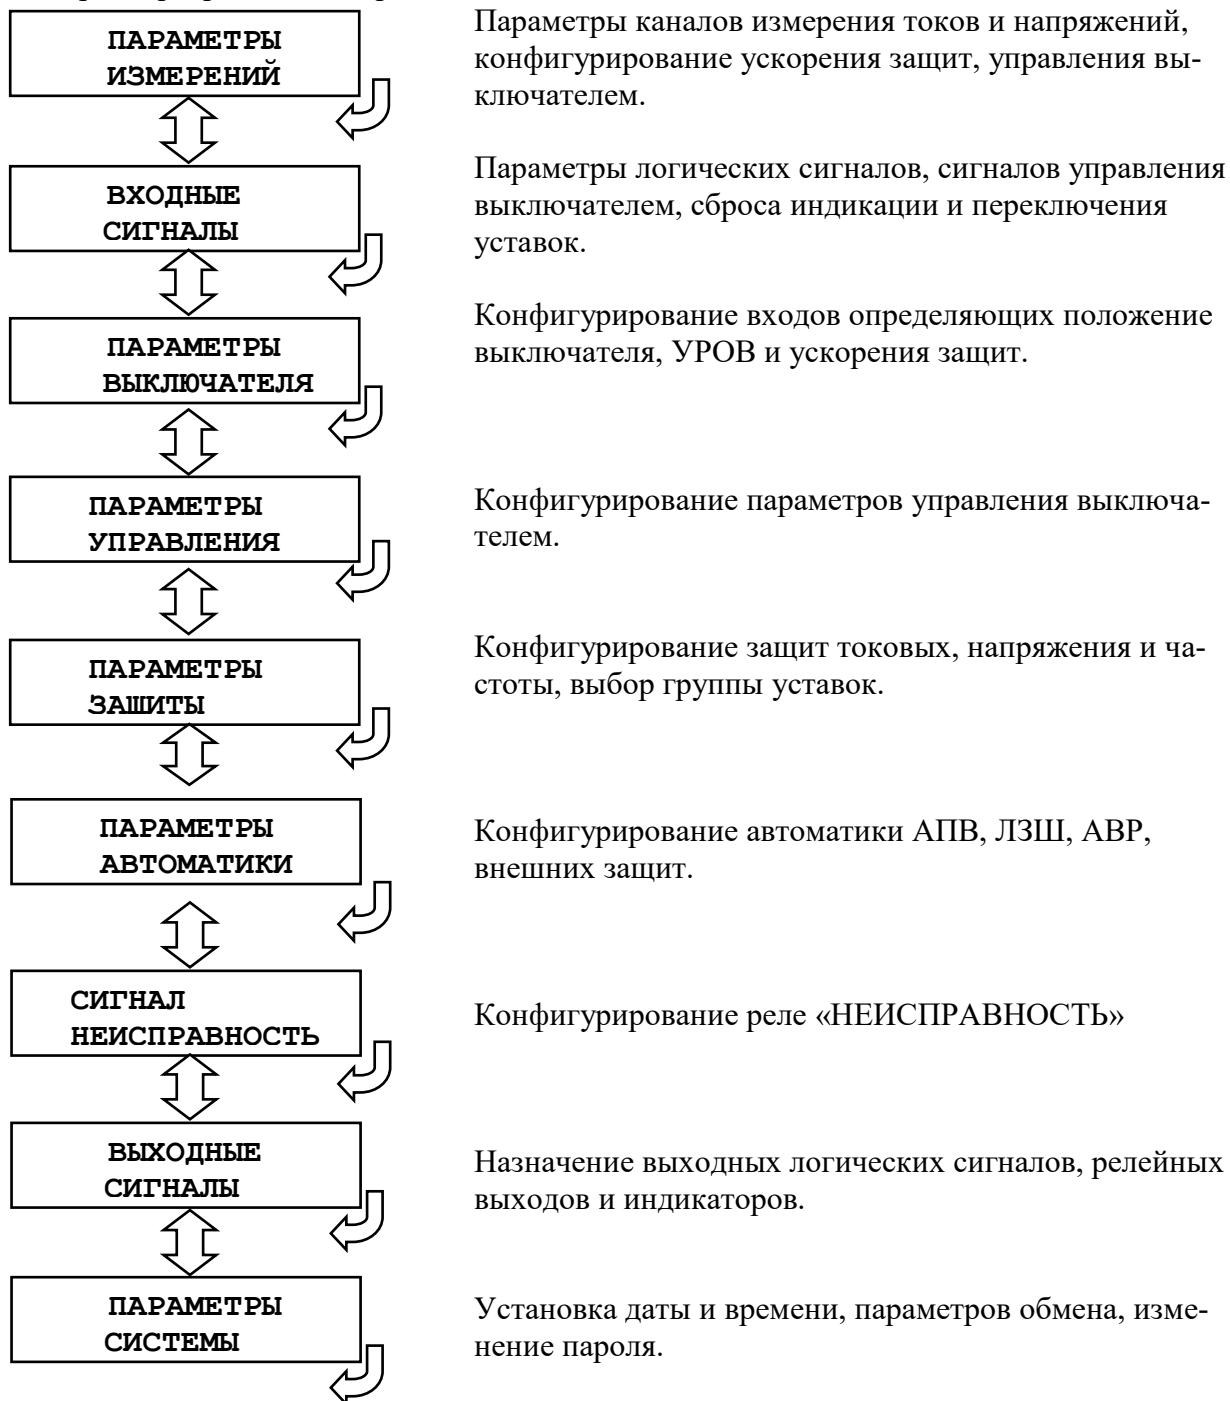 ПАРАМЕТРЫ
ИЗМЕРЕНИЙ
Параметры каналов измерения токов и напряжений,
конфигурирование ускорения защит, управления вы-
ключателем.
ВХОДНЫЕ
СИГНАЛЫ
Параметры логических сигналов, сигналов управления
выключателем, сброса индикации и переключения
уставок.
ПАРАМЕТРЫ
ВЫКЛЮЧАТЕЛЯ
Конфигурирование входов определяющих положение
выключателя, УРОВ и ускорения защит.
ПАРАМЕТРЫ
УПРАВЛЕНИЯ
Конфигурирование параметров управления выключа-
телем.
ПАРАМЕТРЫ
ЗАШИТЫ
Конфигурирование защит токовых, напряжения и ча-
стоты, выбор группы уставок.
ПАРАМЕТРЫ
АВТОМАТИКИ
Конфигурирование автоматики АПВ, ЛЗШ, АВР,
внешних защит.
СИГНАЛ
НЕИСПРАВНОСТЬ
Конфигурирование реле «НЕИСПРАВНОСТЬ»
ВЫХОДНЫЕ
СИГНАЛЫ
Назначение выходных логических сигналов, релейных
выходов и индикаторов.
ПАРАМЕТРЫ
СИСТЕМЫ
Установка даты и времени, параметров обмена, изме-
нение пароля.